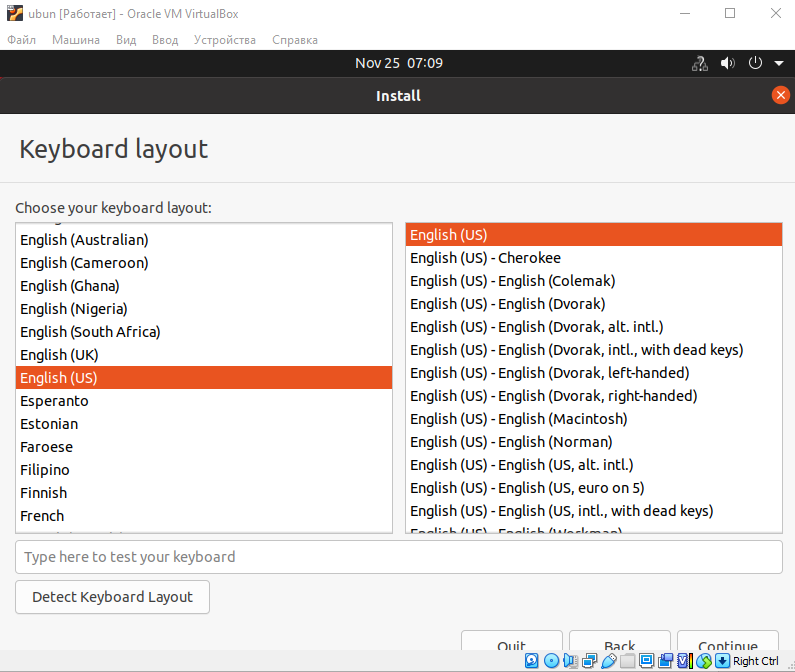 ubun [Работает] - Oracle VM VirtualBox
Файл Машина Вид Ввод Устройства Справка
Nov 25 07:09
Install
Keyboard layout
Choose your keyboard layout:
English (Australian)
English (Cameroon)
English (Ghana)
English (Nigeria)
English (South Africa)
English (UK)
English (US)
Esperanto
Estonian
Faroese
Filipino
Finnish
French
English (US)
English (US) - Cherokee
English (US) - English (Colemak)
English (US) - English (Dvorak)
English (US) - English (Dvorak, alt. intl.)
English (US) - English (Dvorak, intl., with dead keys)
English (US) - English (Dvorak, left-handed)
English (US) - English (Dvorak, right-handed)
English (US) - English (Macintosh)
English (US) - English (Norman)
English (US) - English (US, alt. intl.)
English (US) - English (US, euro on 5)
English (US) - English (US, intl., with dead keys)
English (US) - English (Workman)
Type here to test your keyboard
Detect Keyboard Layout
Quit Back Continue
Right Ctrl